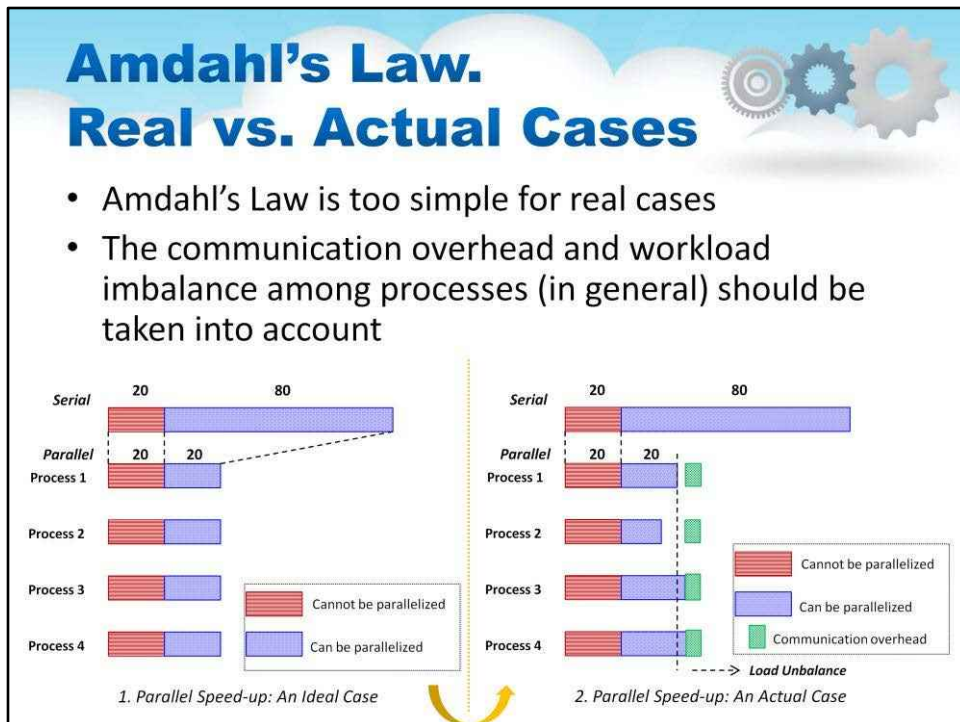 Amdahl's Law.
Real vs. Actual Cases
• Amdahl's Law is too simple for real cases
• The communication overhead and workload
imbalance among processes (in general) should be
taken into account
20 80
Serial
Parallel 20 20
Process 1
Process 2
Process 3
Process 4
Cannot be parallelized
Can be parallelized
1. Parallel Speed-up: An Ideal Case
20 80
Serial
Parallel 20 20
Process 1
Process 2
Process 3
Process 4
Cannot be parallelized
Can be parallelized
Communication overhead
Load Unbalance
2. Parallel Speed-up: An Actual Case